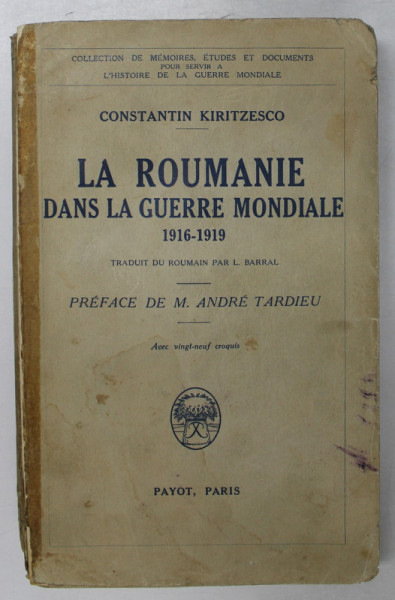 COLLECTION DE MÉMOIRES, ÉTUDES ET DOCUMENTS
POUR SERVIR A
L'HISTOIRE DE LA GUERRE MONDIALE
CONSTANTIN KIRITZESCO
LA ROUMANIE
DANS LA GUERRE MONDIALE
1916-1919
TRADUIT DU ROUMAIN PAR L. BARRAL
PRÉFACE DE M. ANDRÉ TARDIEU
Avec vingt-neuf croquis
PAYOT, PARIS